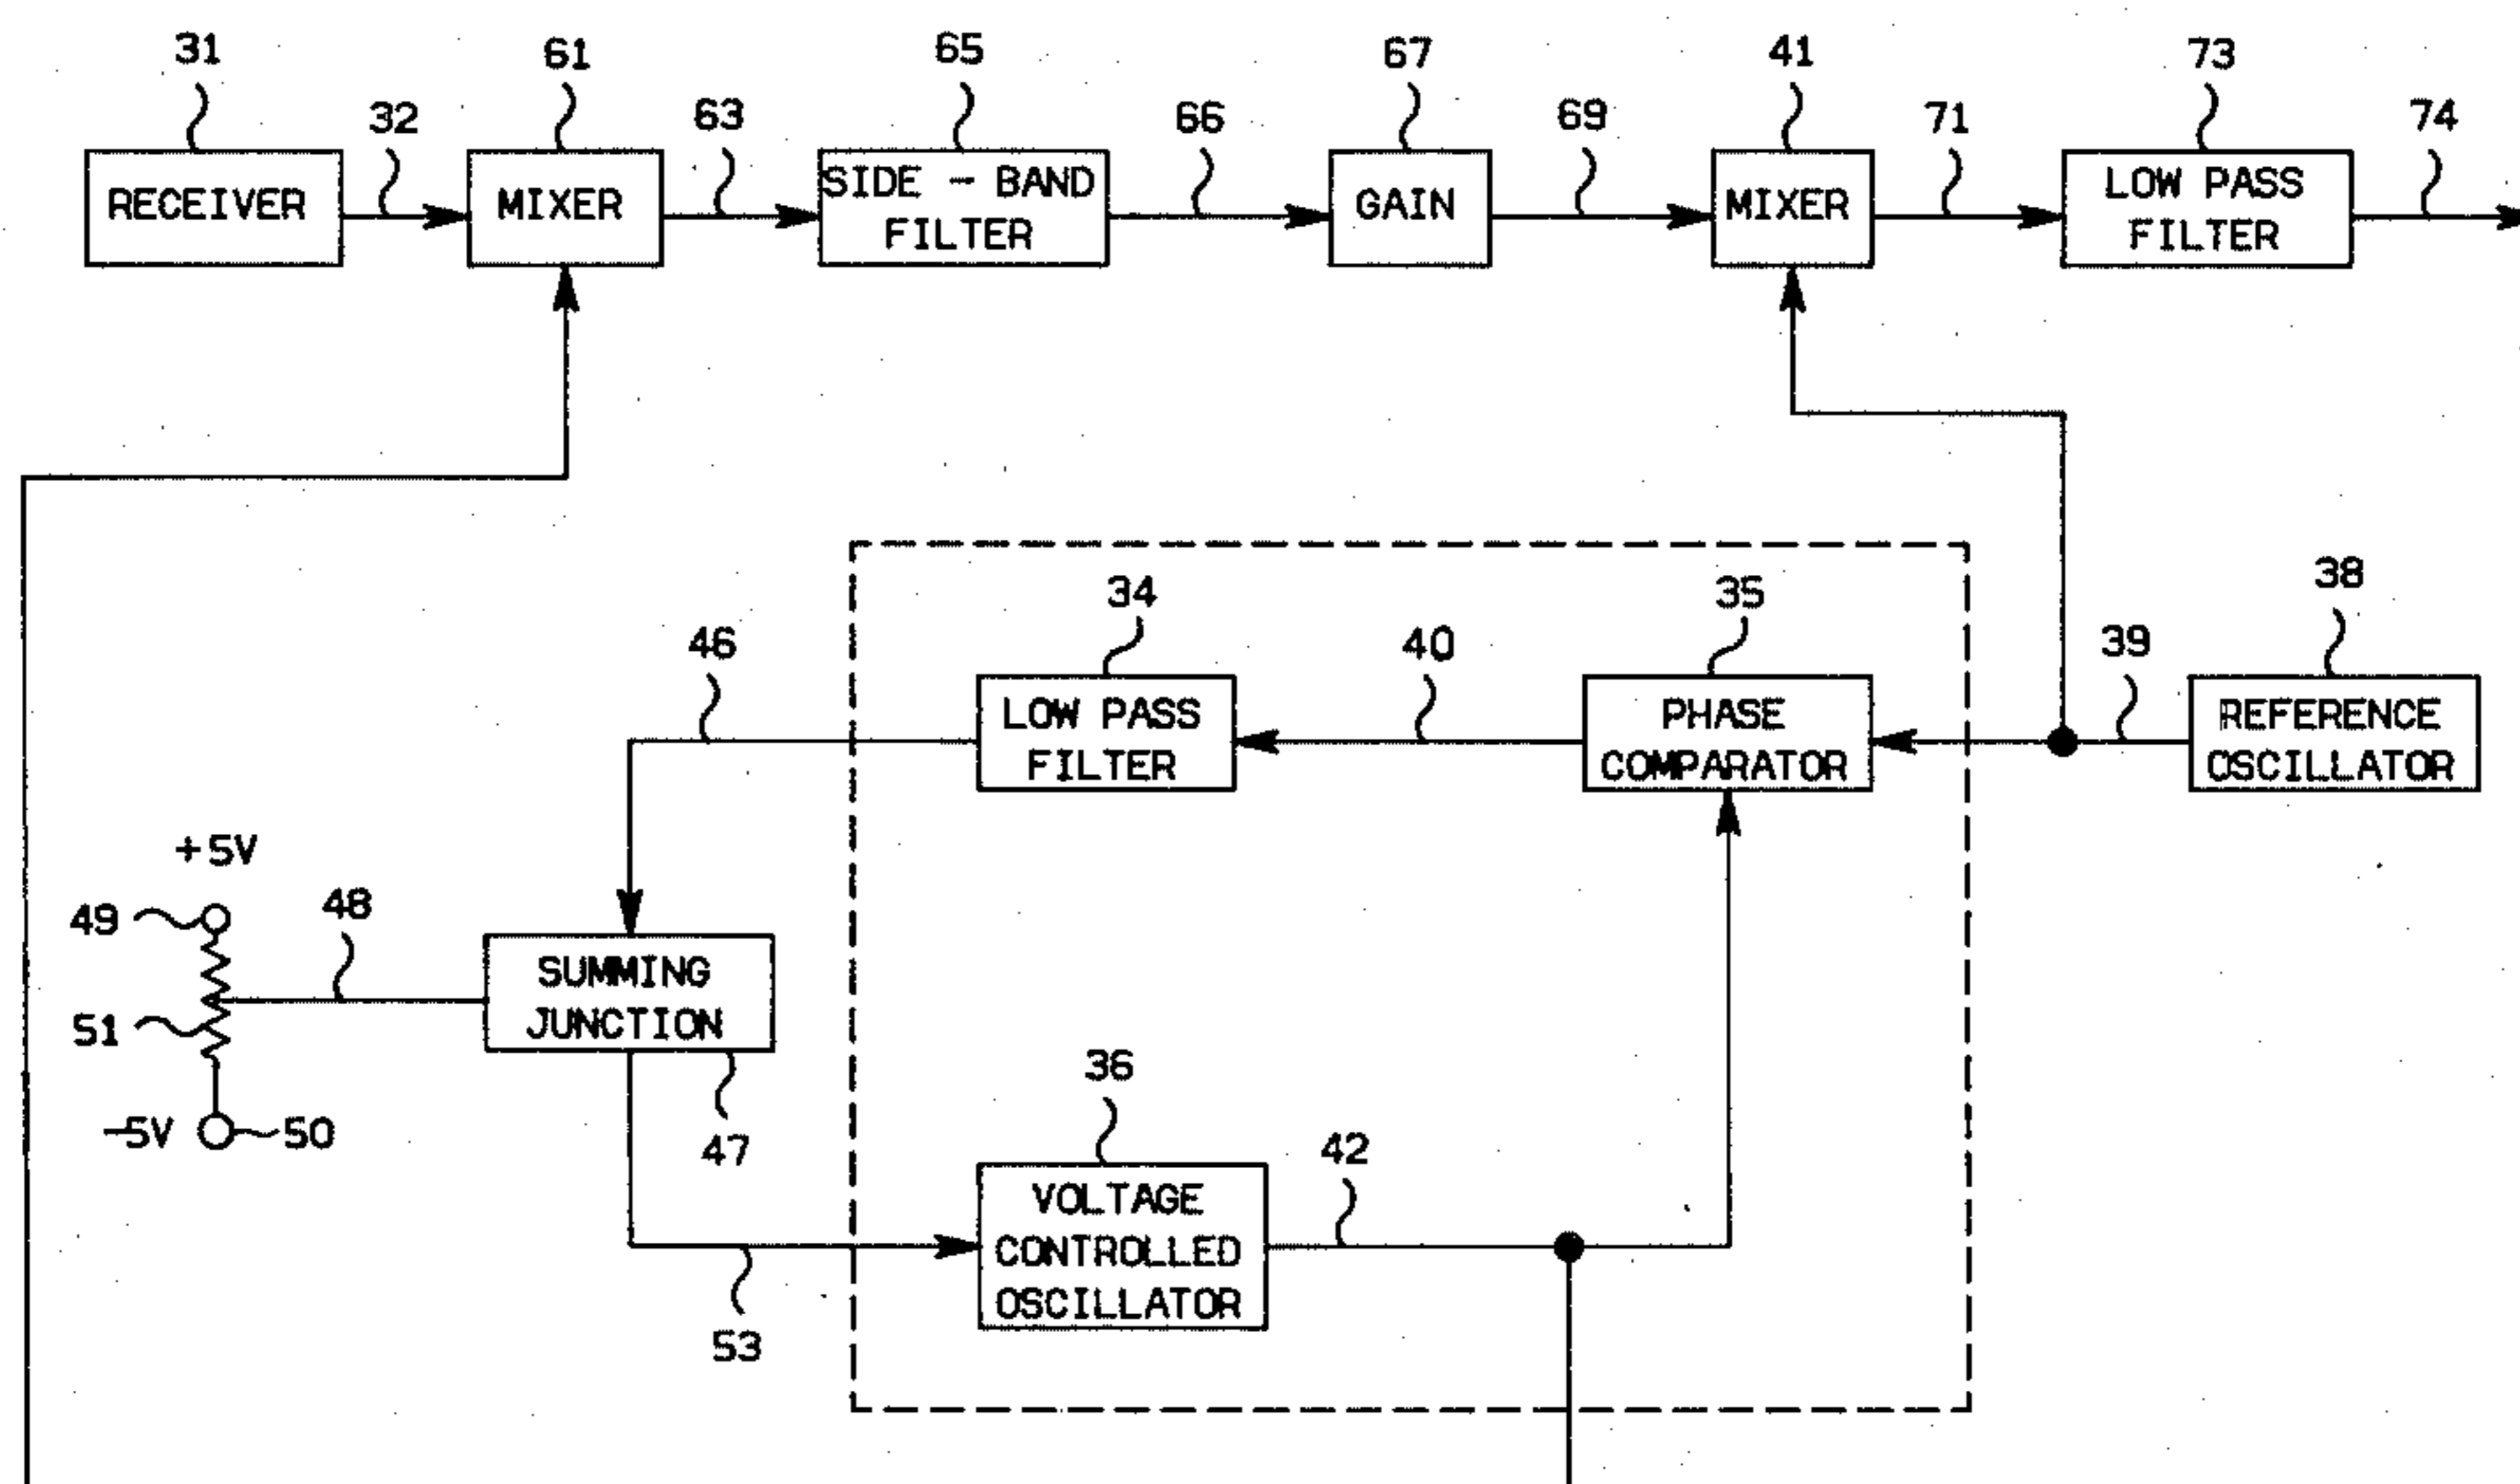 31
61
65
67
41
73
32
63
66
69
71
74
RECEIVER
MIXER
SIDE - BAND
FILTER
GAIN
MIXER
LOW PASS
FILTER
34
35
38
46
40
39
LOW PASS
FILTER
PHASE
COMPARATOR
REFERENCE
OSCILLATOR
+5V
49
48
51
SUMMING
JUNCTION
-5V
50
47
36
42
VOLTAGE
CONTROLLED
OSCILLATOR
53